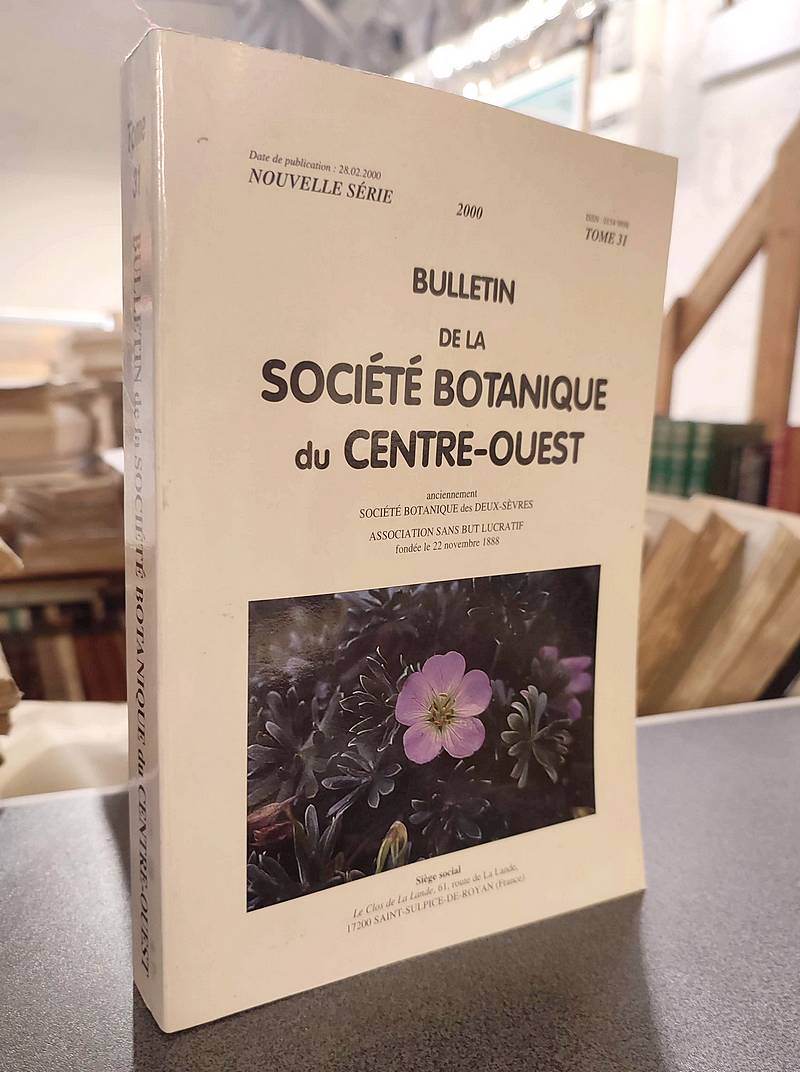 Date de publication : 28.02.2000
NOUVELLE SÉRIE
2000
TOME 31
BULLETIN
DE LA
SOCIÉTÉ BOTANIQUE
du CENTRE-OUEST
anciennement
SOCIÉTÉ BOTANIQUE des DEUX-SÈVRES
ASSOCIATION SANS BUT LUCRATIF
fondée le 22 novembre 1888
Siège social
Le Clos de La Lande, 61, route de La Lande,
17200 SAINT-SULPICE-DE-ROYAN (France)
Tome 31 BULLETIN de la SOCIÉTÉ BOTANIQUE du CENTRE-OUEST